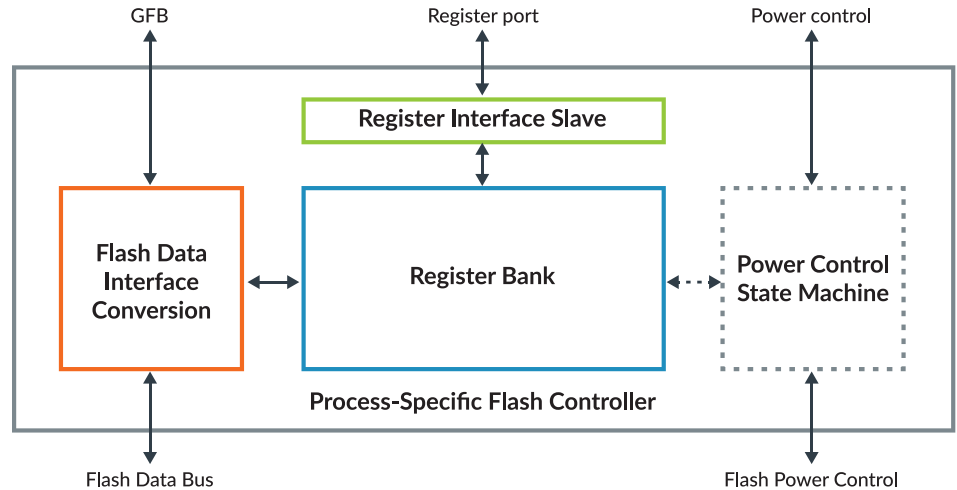 GFB
Register port
Power control
Register Interface Slave
Flash Data
Interface
Conversion
Register Bank
Power Control
State Machine
Process-Specific Flash Controller
Flash Data Bus
Flash Power Control